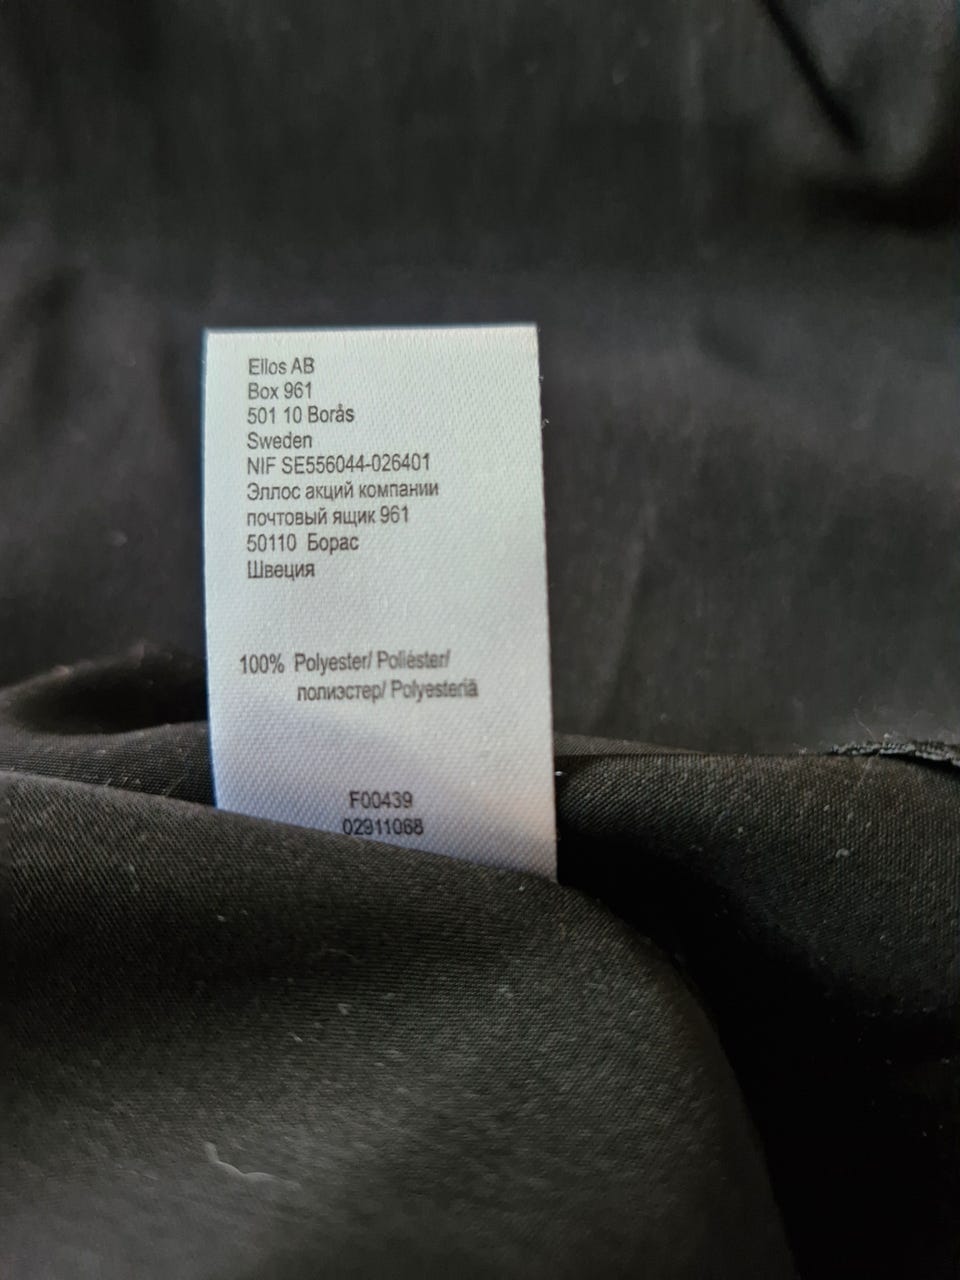 Ellos AB
Box 961
501 10 Borås
Sweden
NIF SE556044-026401
Эллос акций компании
почтовый ящик 961
50110 Борас
Швеция
100% Polyester/ Poliéster/
полиэстер/ Polyesteriä
F00439
02911068